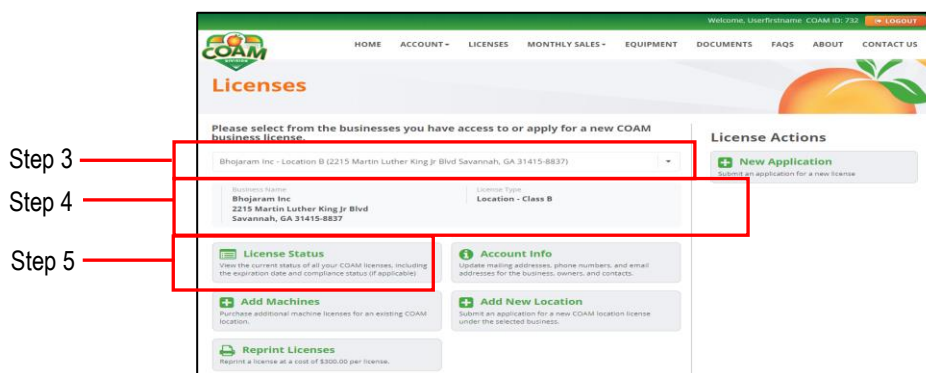 Welcome, Userfirstname COAM ID: 732 LOGOUT
COAM
DIVISION
HOME ACCOUNT LICENSES MONTHLY SALES EQUIPMENT DOCUMENTS FAQS ABOUT CONTACT US
Licenses
Please select from the businesses you have access to or apply for a new COAM
business license.
License Actions
Step 3
Bhojaram Inc - Location B (2215 Martin Luther King Jr Blvd Savannah, GA 31415-8837)
New Application
Submit an application for a new license
Step 4
Business Name
Bhojaram Inc
2215 Martin Luther King Jr Blvd
Savannah, GA 31415-8837
License Type
Location - Class B
Step 5
License Status
View the current status of all your COAM licenses, including
the expiration date and compliance status (if applicable)
Account Info
Update mailing addresses, phone numbers, and email
addresses for the business, owners, and contacts.
Add Machines
Purchase additional machine licenses for an existing COAM
location.
Add New Location
Submit an application for a new COAM location license
under the selected business.
Reprint Licenses
Reprint a license at a cost of $300.00 per license.